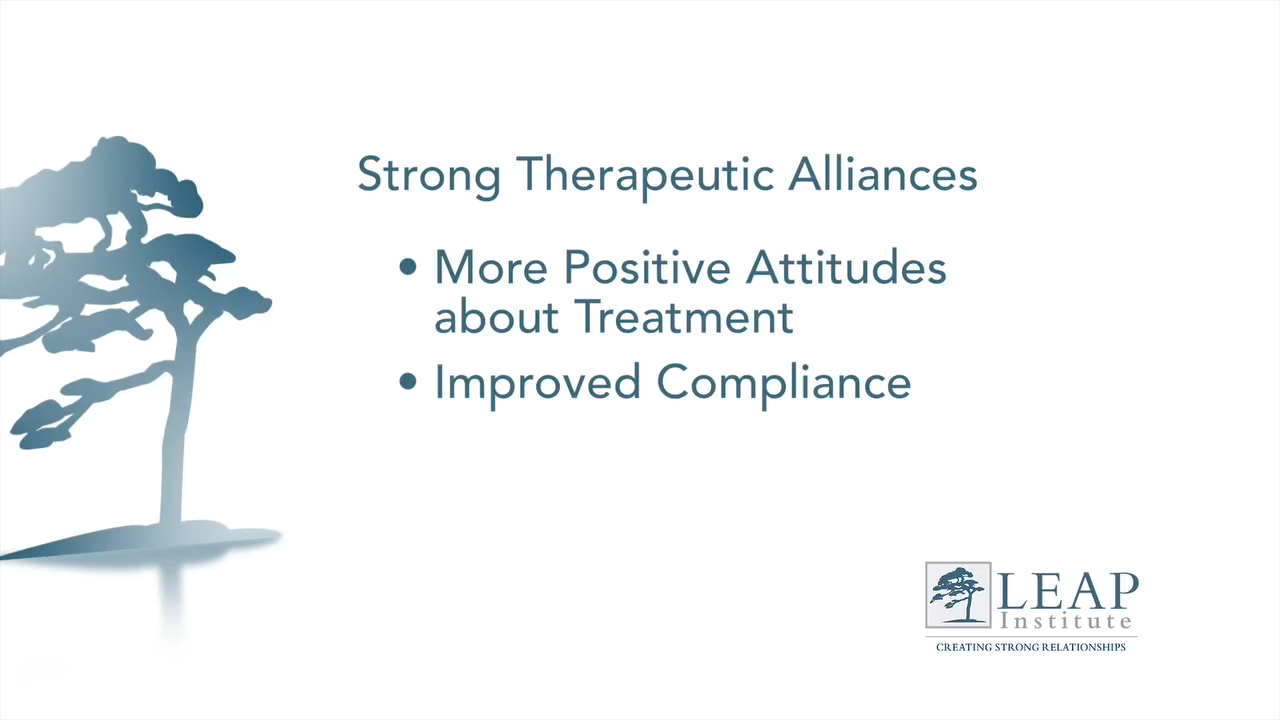 Strong Therapeutic Alliances
• More Positive Attitudes
about Treatment
• Improved Compliance
LEAP
Institute
CREATING STRONG RELATIONSHIPS